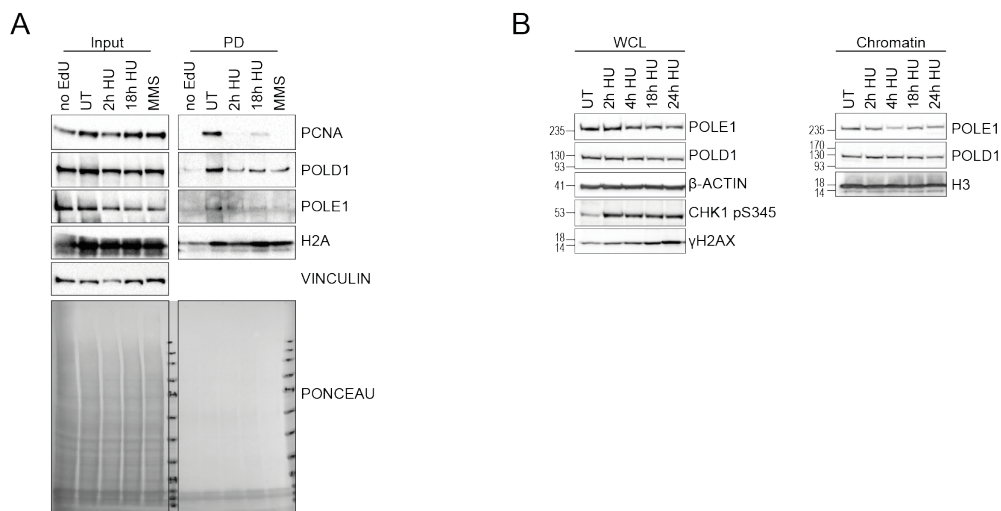 A
Input
PD
no EdU
UT
2h HU
18h HU
MMS
no EdU
UT
2h HU
18h HU
MMS
PCNA
POLD1
POLE1
H2A
VINCULIN
PONCEAU
B
WCL
Chromatin
UT
2h HU
4h HU
18h HU
24h HU
UT
2h HU
4h HU
18h HU
24h HU
235
POLE1
130
93
POLD1
41
β-ACTIN
53
CHK1 pS345
18
14
γH2AX
235
POLE1
170
130
93
POLD1
18
14
H3